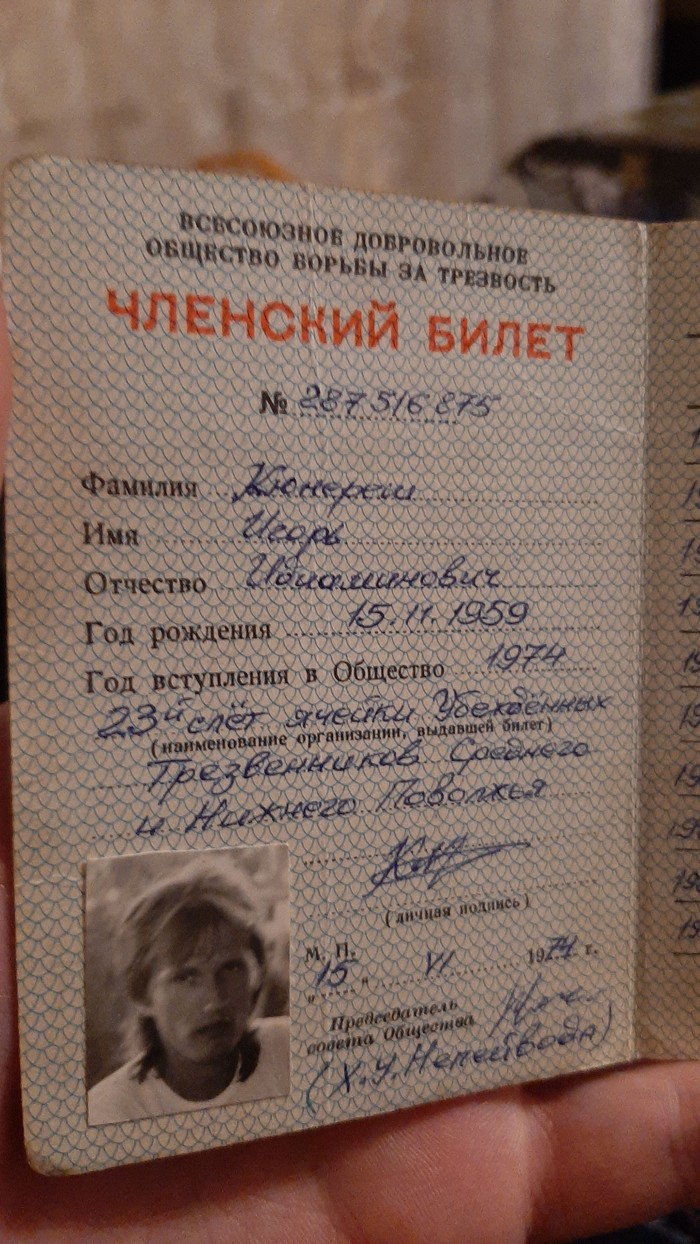 ВСЕСОЮЗНОЕ ДОБРОВОЛЬНОЕ
ОБЩЕСТВО БОРЬБЫ ЗА ТРЕЗВОСТЬ
ЧЛЕНСКИЙ БИЛЕТ
№ 287516875
Фамилия Кюнереш
Имя Игорь
Отчество
Год рождения 15.11.1959
Год вступления в Общество 1974
23й слёт ячейки Убеждённых
(наименование организации, выдавшей билет)
Трезвенников Среднего
и Нижнего Поволжья
(личная подпись)
М. П.
„15" VI 1974 г.
Председатель
совета Общества
(Х.У.Непейвода)